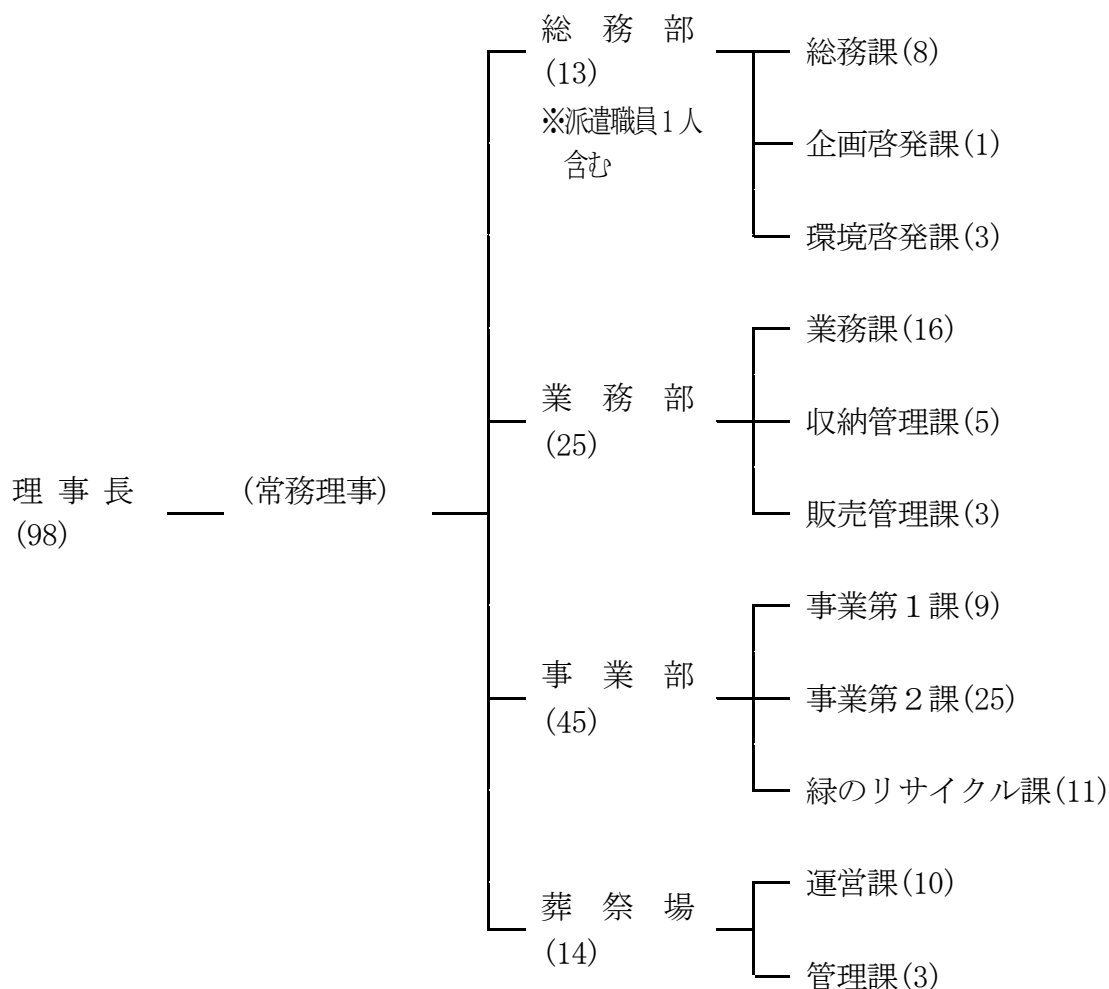 総 務 部
(13)
※派遣職員1人
含む
総務課(8)
企画啓発課(1)
環境啓発課(3)
業 務 部
(25)
業務課(16)
収納管理課(5)
販売管理課(3)
理 事 長
(98)
(常務理事)
事 業 部
(45)
事業第1課(9)
事業第2課(25)
緑のリサイクル課(11)
葬 祭 場
(14)
運営課(10)
管理課(3)